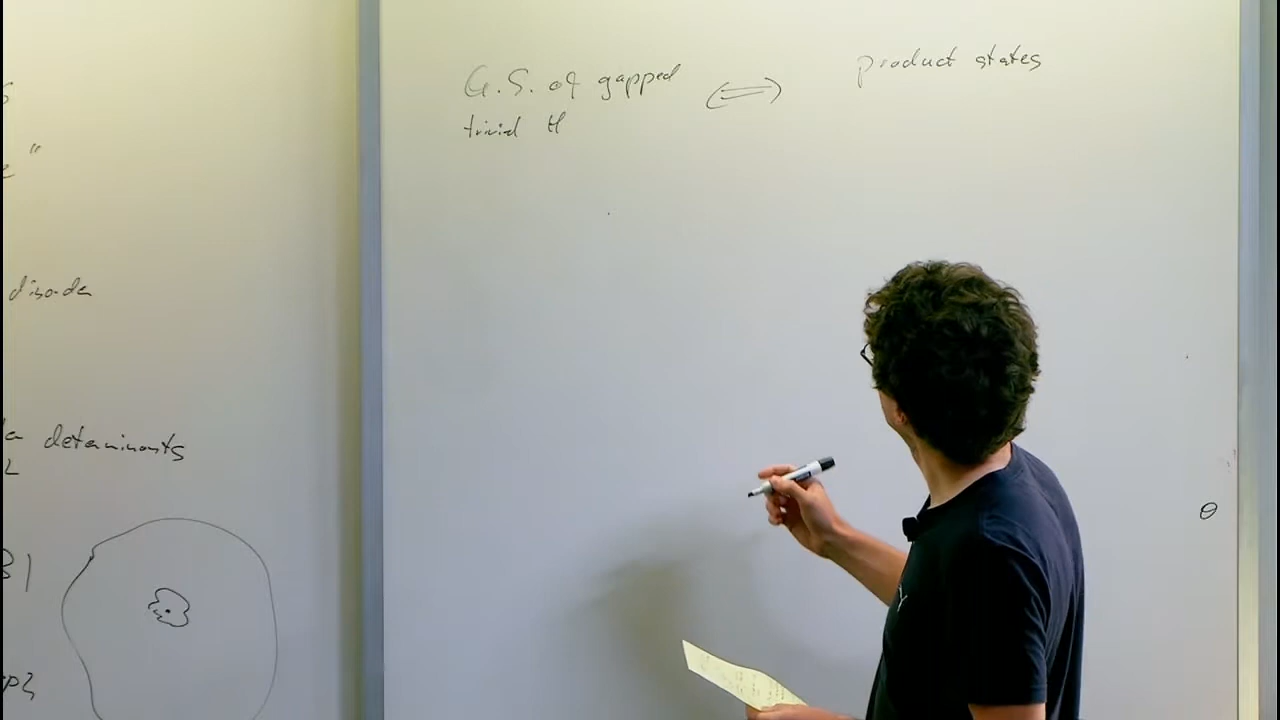 disorder
determinants
G.S. of gapped ⟺ product states
trivial H
θ